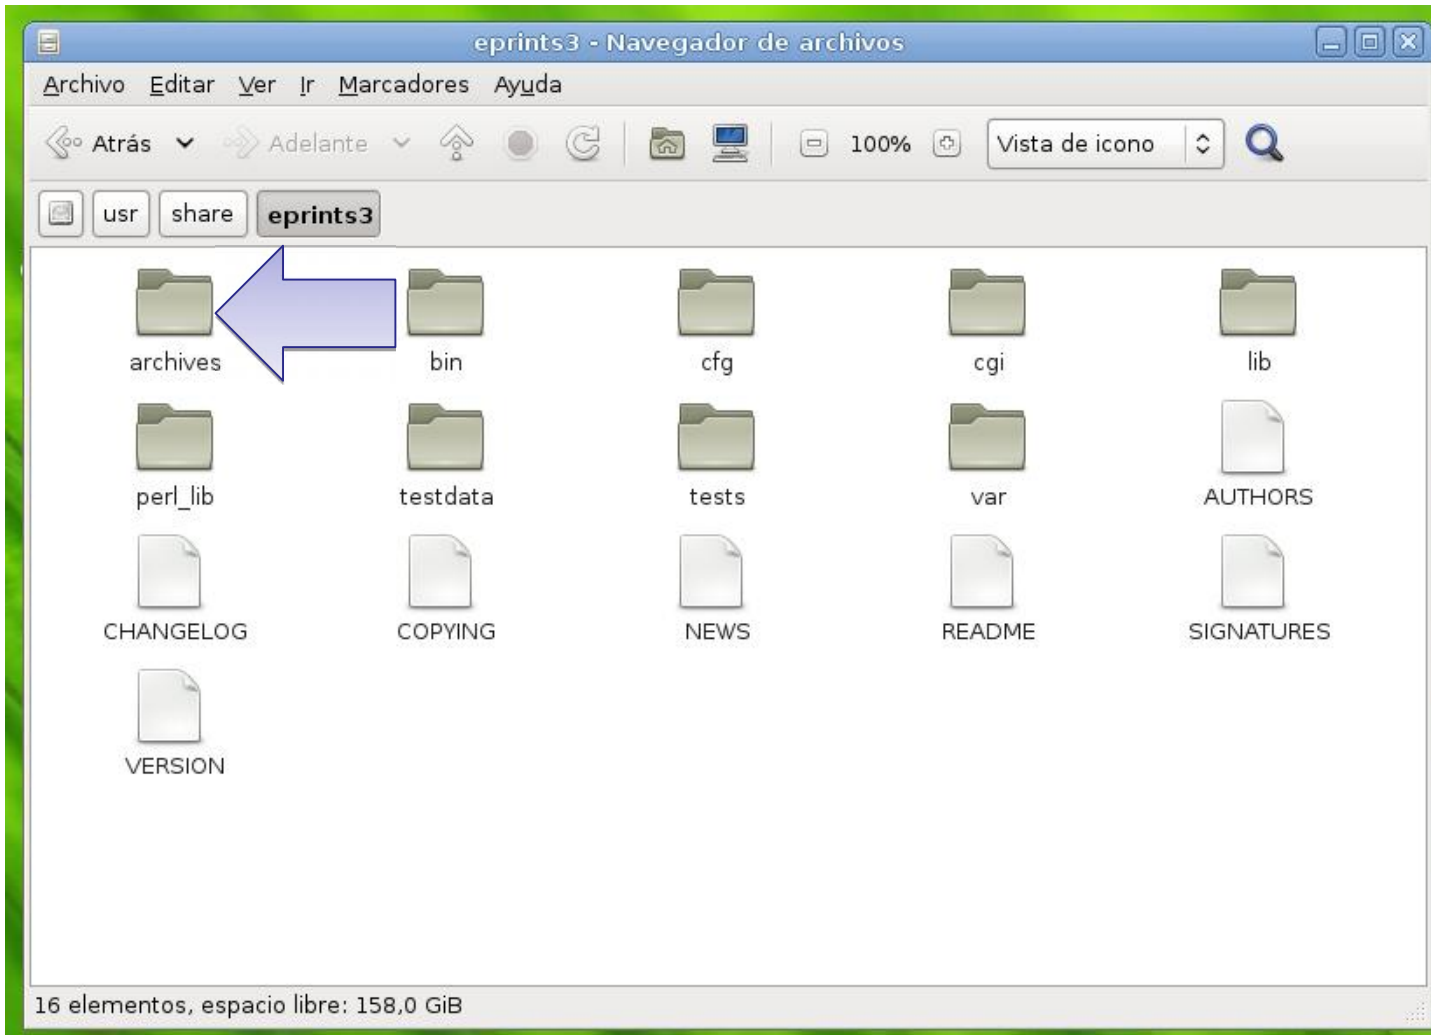 eprints3 - Navegador de archivos
Archivo Editar Ver Ir Marcadores Ayuda
Atrás Adelante 100% Vista de icono
usr share eprints3
archives bin cfg cgi lib
perl_lib testdata tests var AUTHORS
CHANGELOG COPYING NEWS README SIGNATURES
VERSION
16 elementos, espacio libre: 158,0 GiB